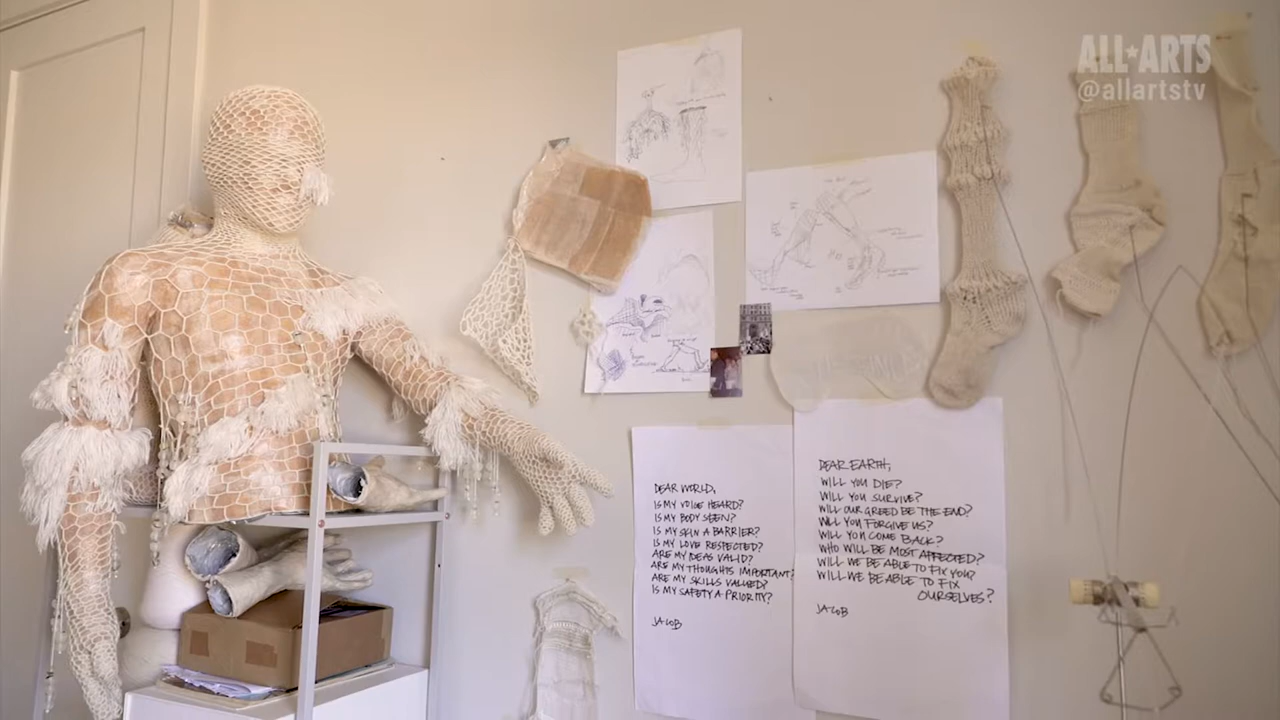 ALL★ARTS
@allartstv
DEAR WORLD,
IS MY VOICE HEARD?
IS MY BODY SEEN?
IS MY SKIN A BARRIER?
IS MY LOVE RESPECTED?
ARE MY IDEAS VALID?
ARE MY THOUGHTS IMPORTANT?
ARE MY SKILLS VALUED?
IS MY SAFETY A PRIORITY?
JACOB
DEAR EARTH,
WILL YOU DIE?
WILL YOU SURVIVE?
WILL OUR GREED BE THE END?
WILL YOU FORGIVE US?
WILL YOU COME BACK?
WHO WILL BE MOST AFFECTED?
WILL WE BE ABLE TO FIX YOU?
WILL WE BE ABLE TO FIX
OURSELVES?
JACOB